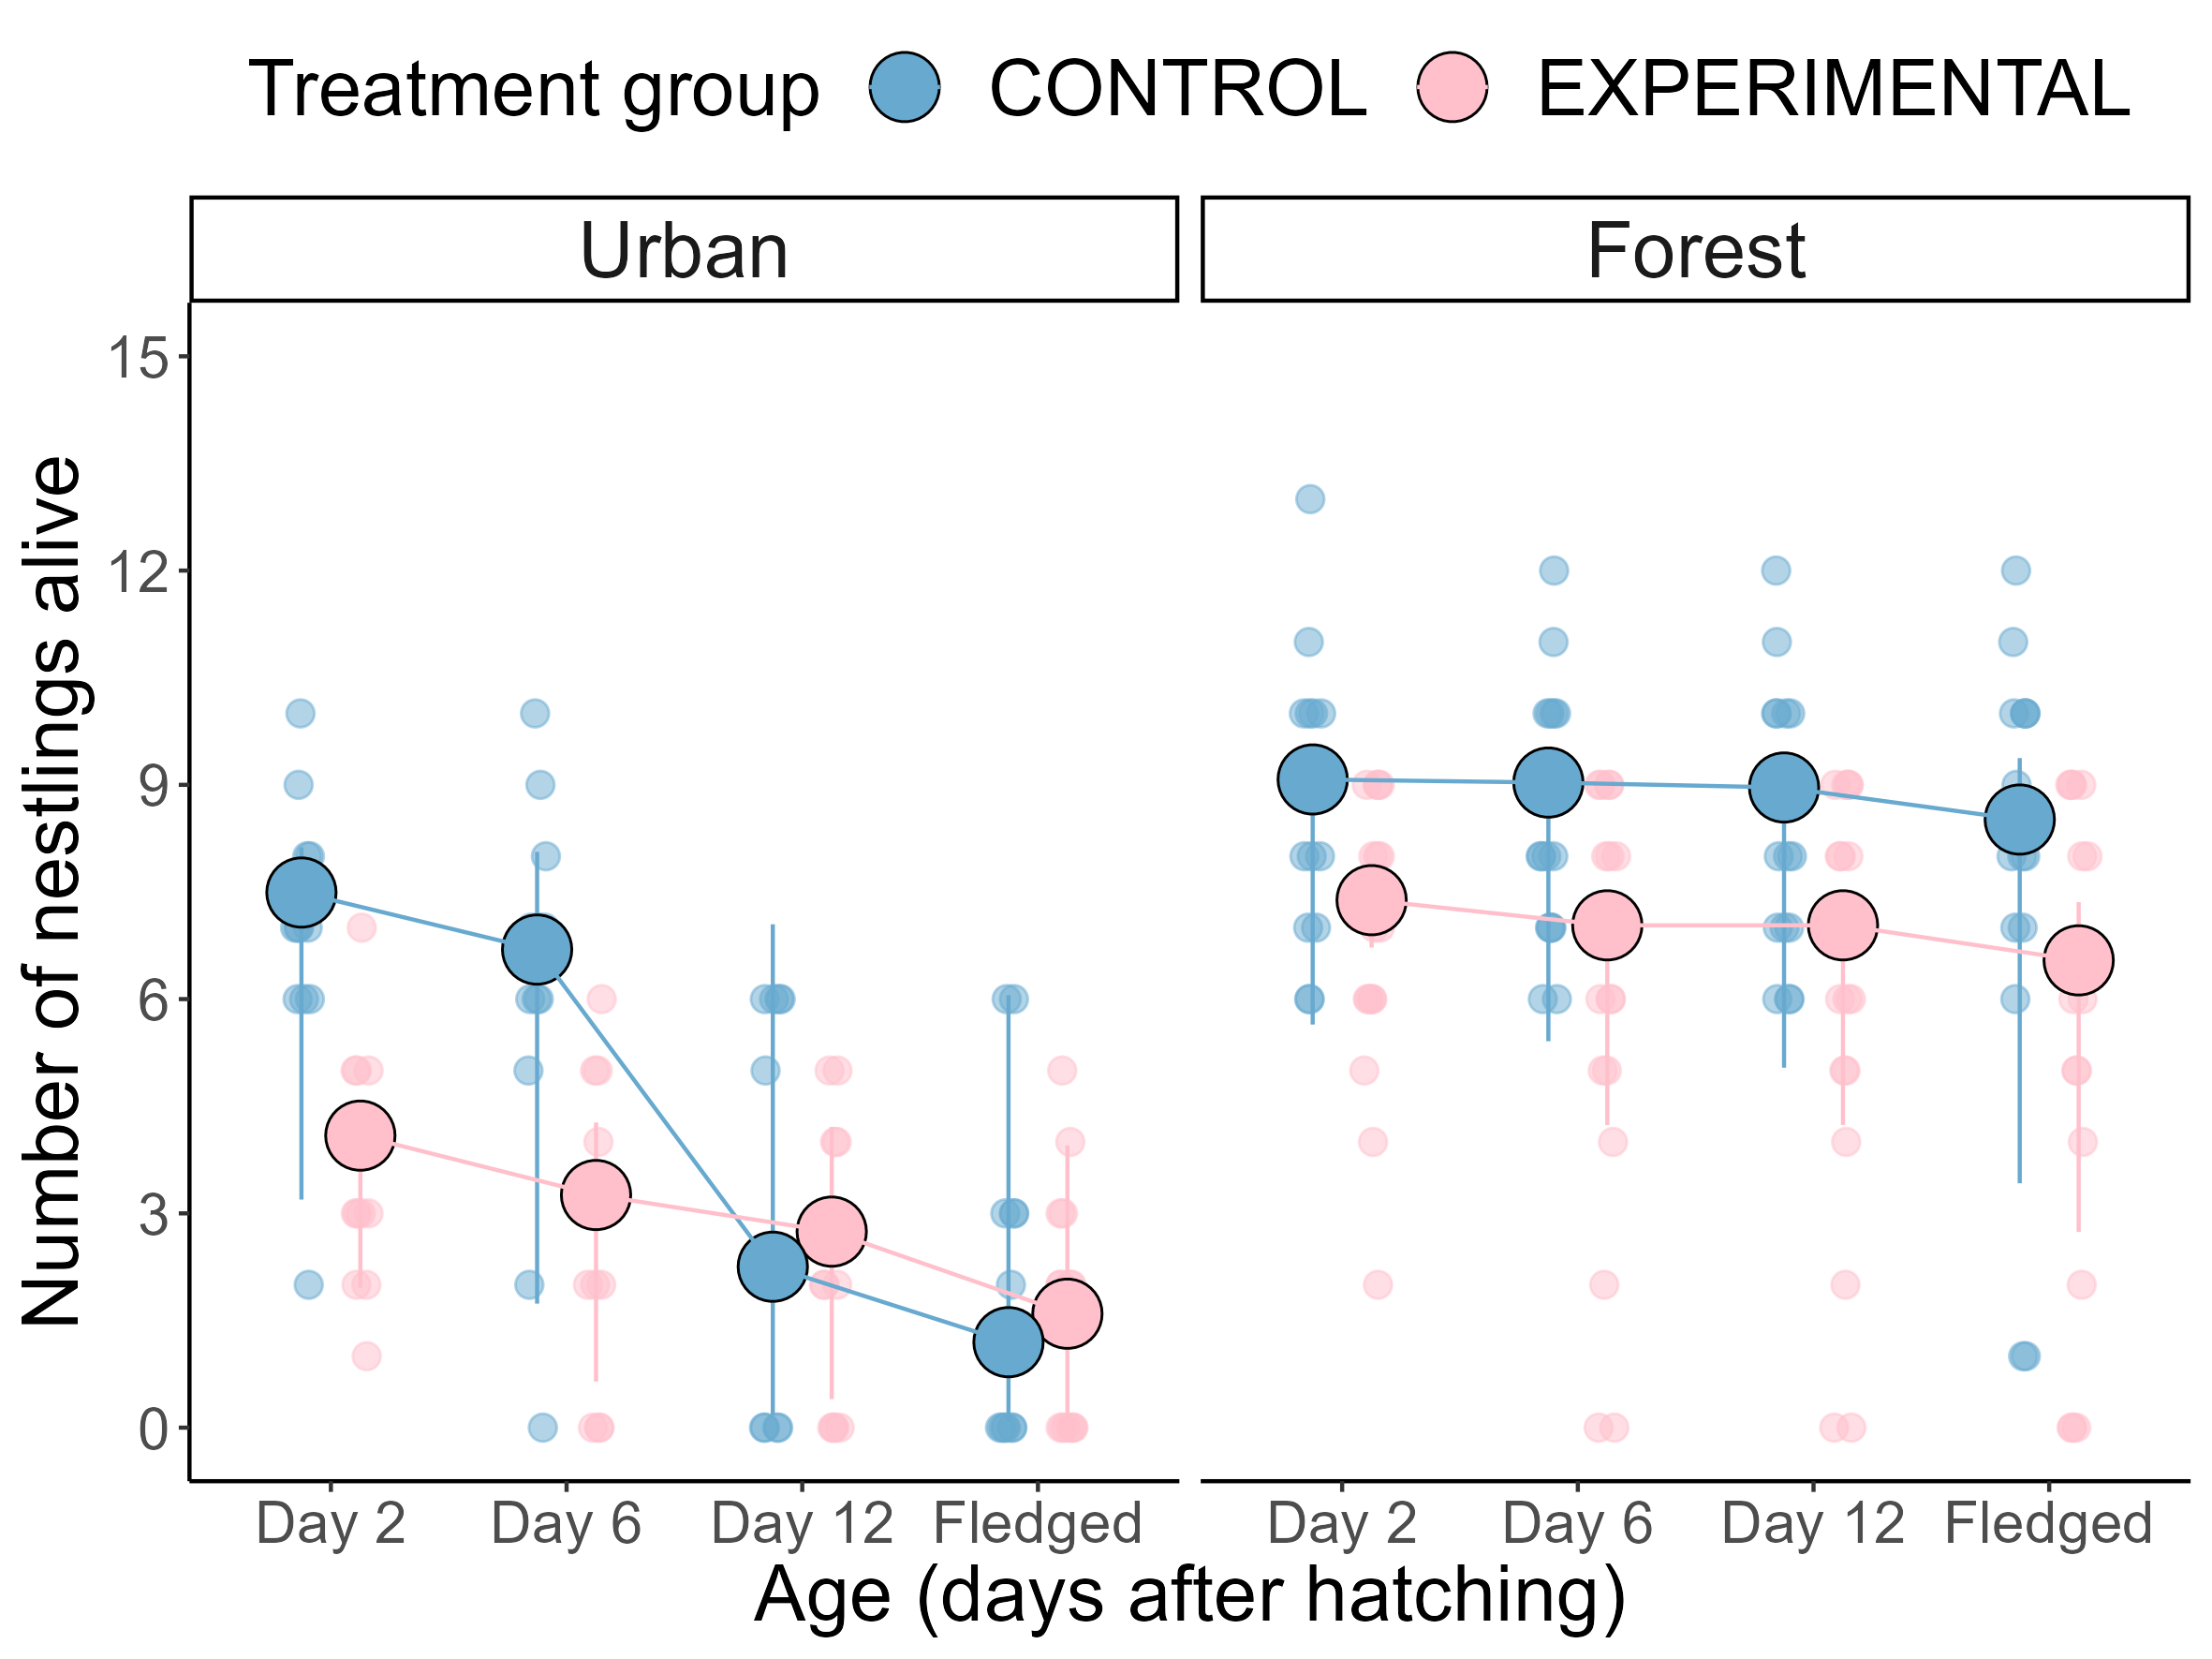 Treatment group CONTROL EXPERIMENTAL
Urban Forest
15
12
9
6
3
0
Number of nestlings alive
Day 2 Day 6 Day 12 Fledged Day 2 Day 6 Day 12 Fledged
Age (days after hatching)